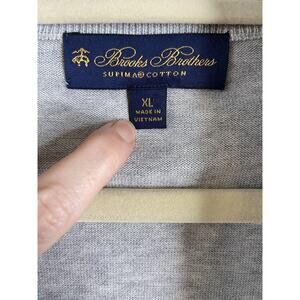 Brooks Brothers
SUPIMA® COTTON
XL
MADE IN
VIETNAM